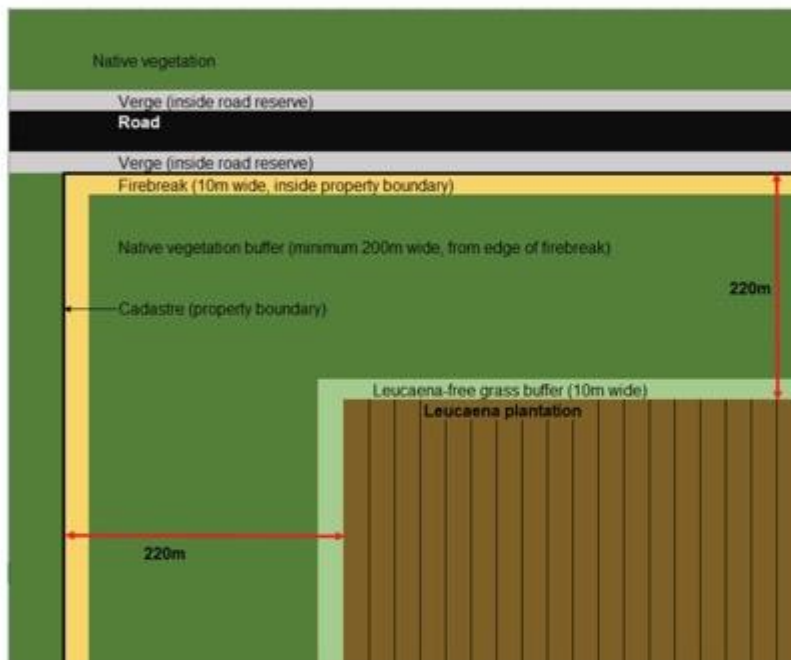 Native vegetation
Verge (inside road reserve)
Road
Verge (inside road reserve)
Firebreak (10m wide, inside property boundary)
Native vegetation buffer (minimum 200m wide, from edge of firebreak)
220m
Cadastre (property boundary)
Leucaena-free grass buffer (10m wide)
Leucaena plantation
220m